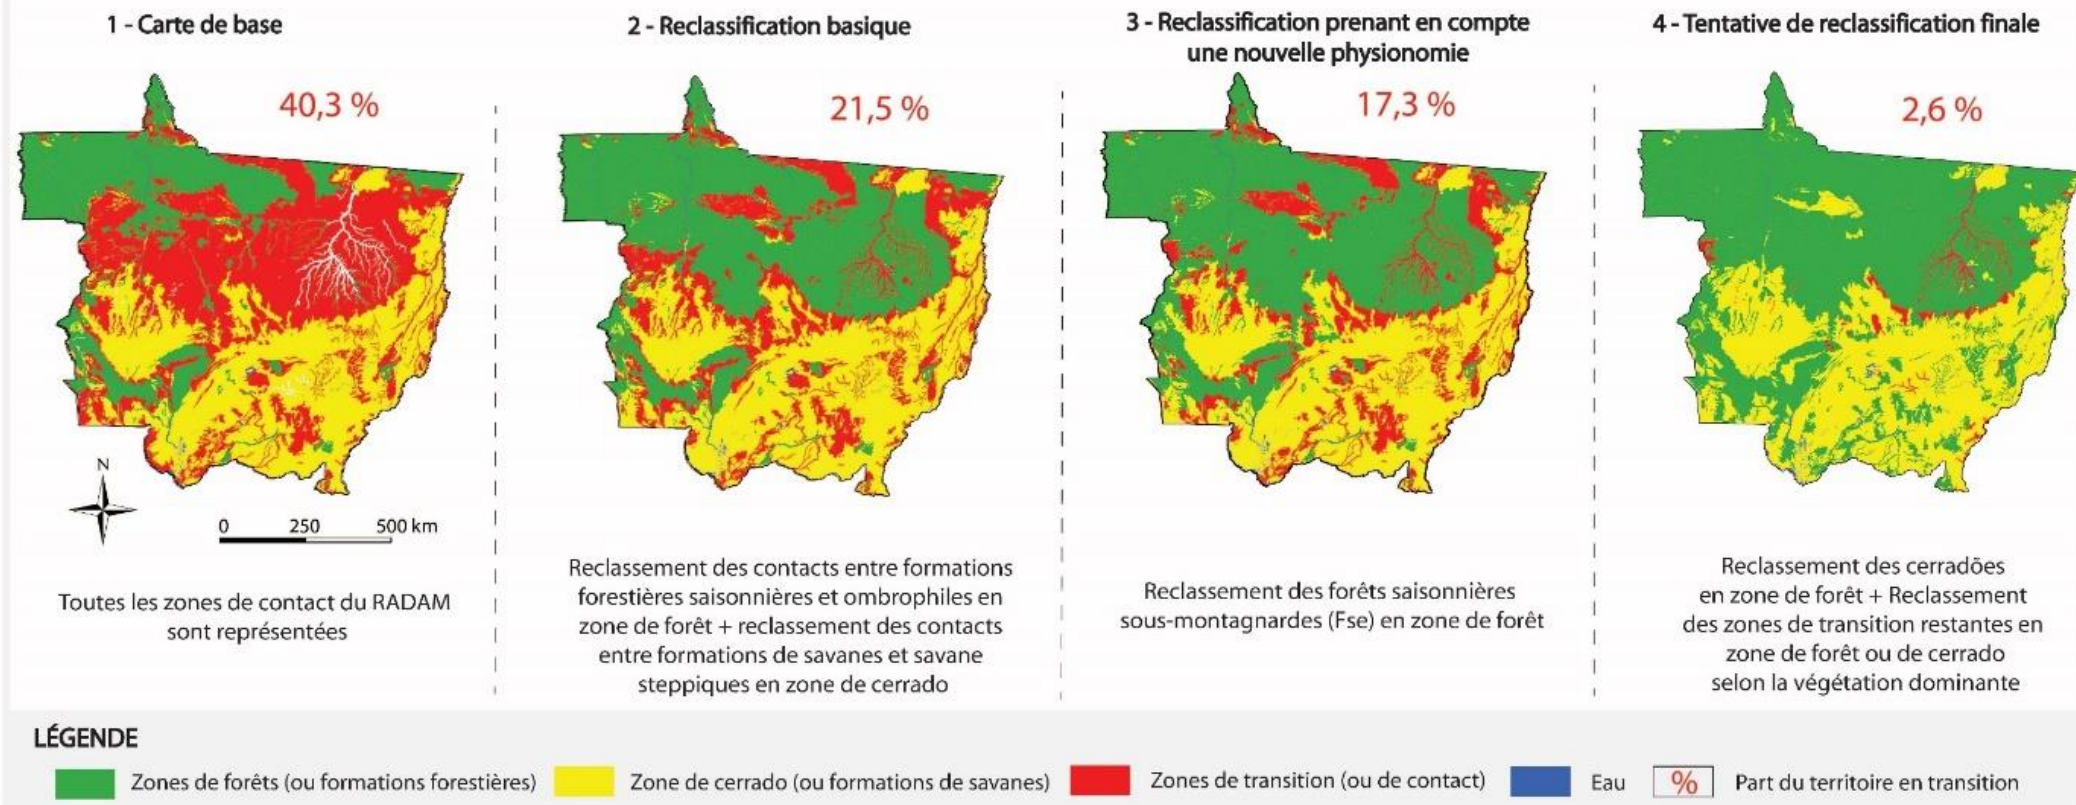 1 - Carte de base
40,3 %
N
0 250 500 km
Toutes les zones de contact du RADAM
sont représentées
2 - Reclassification basique
21,5 %
Reclassement des contacts entre formations
forestières saisonnières et ombrophiles en
zone de forêt + reclassement des contacts
entre formations de savanes et savane
steppiques en zone de cerrado
3 - Reclassification prenant en compte
une nouvelle physionomie
17,3 %
Reclassement des forêts saisonnières
sous-montagnardes (Fse) en zone de forêt
4 - Tentative de reclassification finale
2,6 %
Reclassement des cerradões
en zone de forêt + Reclassement
des zones de transition restantes en
zone de forêt ou de cerrado
selon la végétation dominante
LÉGENDE
Zones de forêts (ou formations forestières)
Zone de cerrado (ou formations de savanes)
Zones de transition (ou de contact)
Eau
% Part du territoire en transition